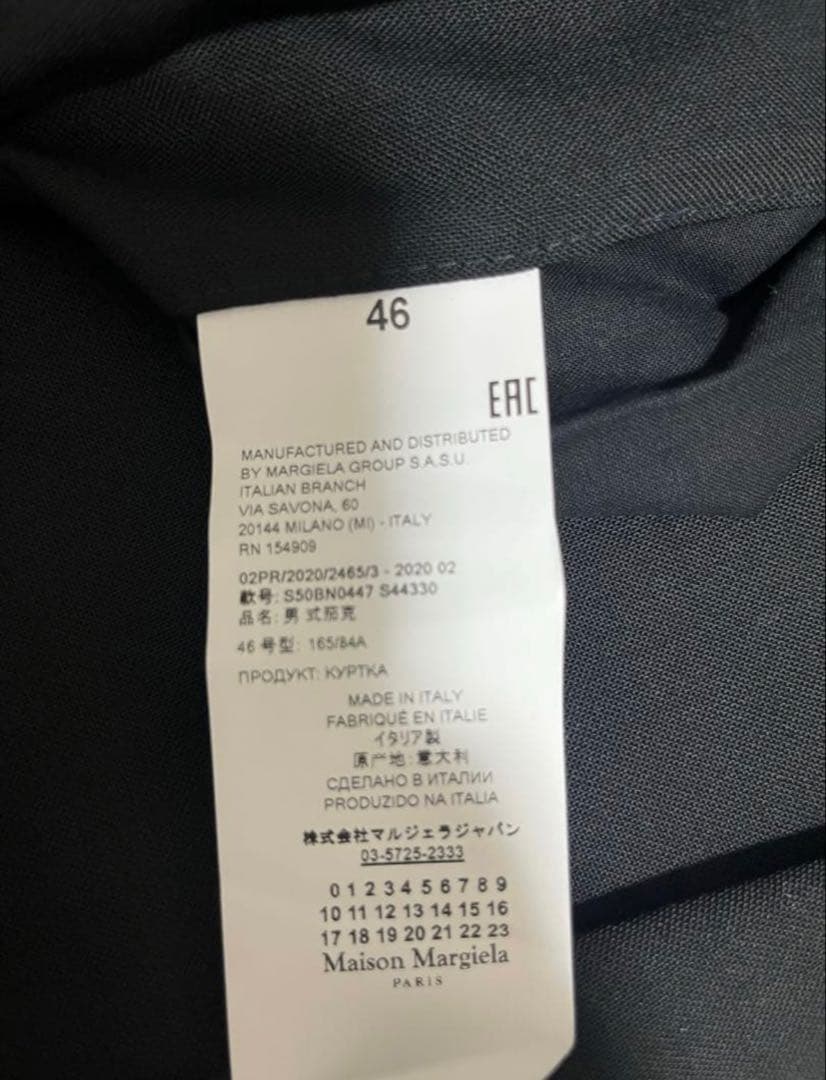 46
EAC
MANUFACTURED AND DISTRIBUTED
BY MARGIELA GROUP S.A.S.U.
ITALIAN BRANCH
VIA SAVONA, 60
20144 MILANO (MI) - ITALY
RN 154909
02PR/2020/2465/3 - 2020 02
款号: S50BN0447 S44330
品名: 男 式茄克
46 号型: 165/84A
ПРОДУКТ: КУРТКА
MADE IN ITALY
FABRIQUÉ EN ITALIE
イタリア製
原产地:意大利
СДЕЛАНО В ИТАЛИИ
PRODUZIDO NA ITALIA
株式会社マルジェラジャパン
03-5725-2333
0 1 2 3 4 5 6 7 8 9
10 11 12 13 14 15 16
17 18 19 20 21 22 23
Maison Margiela
PARIS